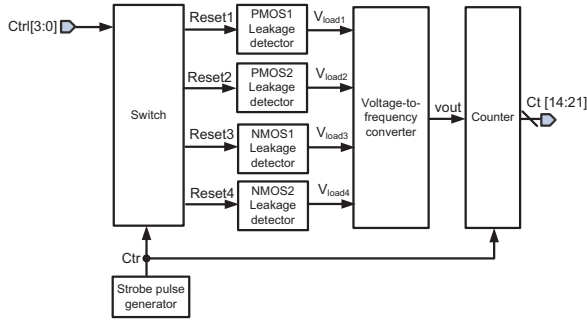 Ctrl[3:0]
Switch
Reset1
PMOS1
Leakage
detector
Vload1
Reset2
PMOS2
Leakage
detector
Vload2
Reset3
NMOS1
Leakage
detector
Vload3
Reset4
NMOS2
Leakage
detector
Vload4
Voltage-to-
frequency
converter
vout
Counter
Ct [14:21]
Ctr
Strobe pulse
generator